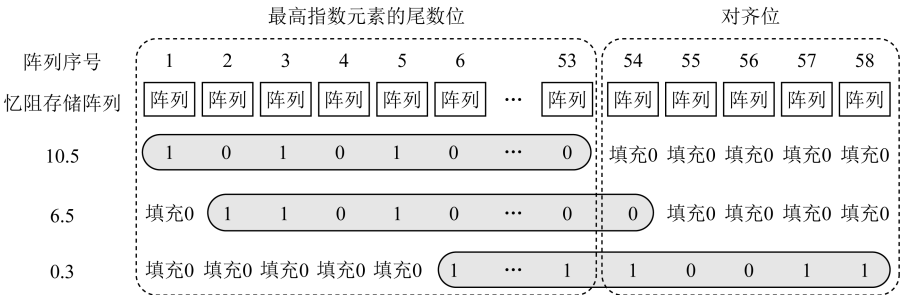 最高指数元素的尾数位 对齐位
阵列序号 1 2 3 4 5 6 53 54 55 56 57 58
忆阻存储阵列 阵列 阵列 阵列 阵列 阵列 阵列 … 阵列 阵列 阵列 阵列 阵列 阵列
10.5 1 0 1 0 1 0 … 0 填充0 填充0 填充0 填充0 填充0
6.5 填充0 1 1 0 1 0 … 0 0 填充0 填充0 填充0 填充0
0.3 填充0 填充0 填充0 填充0 填充0 1 … 1 1 0 0 1 1